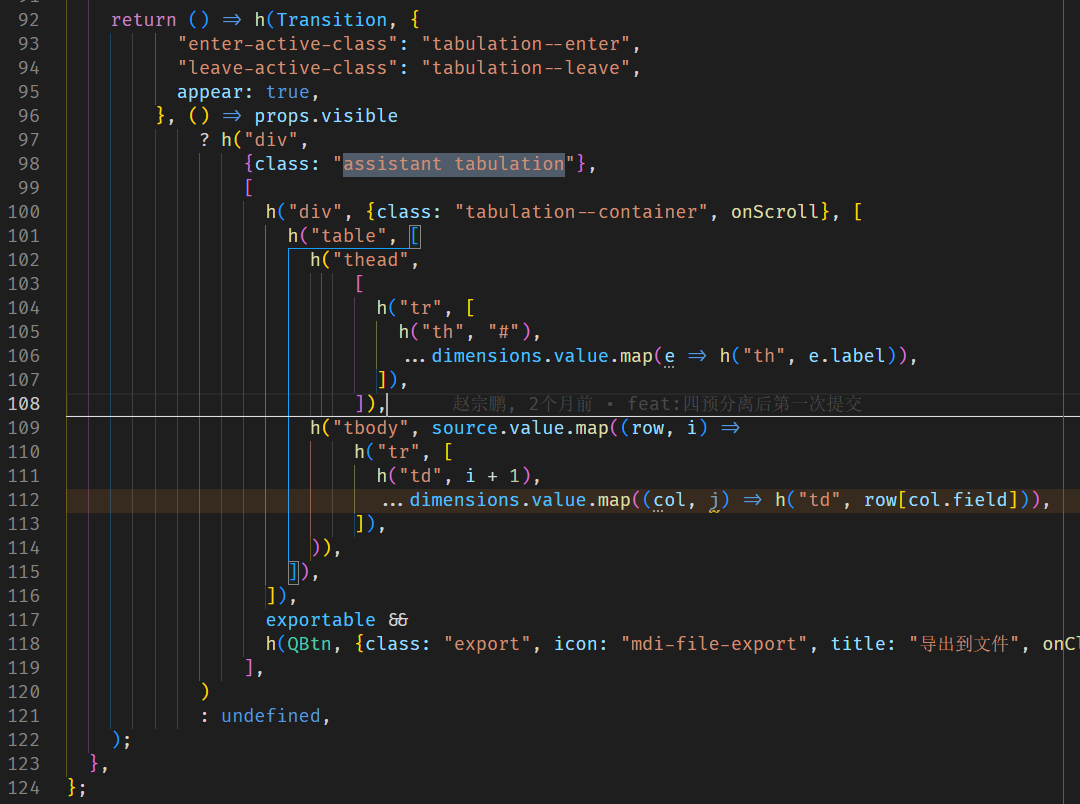 91
92 return () => h(Transition, {
93 "enter-active-class": "tabulation--enter",
94 "leave-active-class": "tabulation--leave",
95 appear: true,
96 }, () => props.visible
97 ? h("div",
98 {class: "assistant tabulation"},
99 [
100 h("div", {class: "tabulation--container", onScroll}, [
101 h("table", [
102 h("thead",
103 [
104 h("tr", [
105 h("th", "#"),
106 ...dimensions.value.map(e => h("th", e.label)),
107 ]),
108 ]), 赵宗鹏, 2个月前 • feat:四预分离后第一次提交
109 h("tbody", source.value.map((row, i) =>
110 h("tr", [
111 h("td", i + 1),
112 ...dimensions.value.map((col, j) => h("td", row[col.field])),
113 ]),
114 )),
115 ]),
116 ]),
117 exportable &&
118 h(QBtn, {class: "export", icon: "mdi-file-export", title: "导出到文件", onCl
119 ],
120 )
121 : undefined,
122 );
123 },
124 };